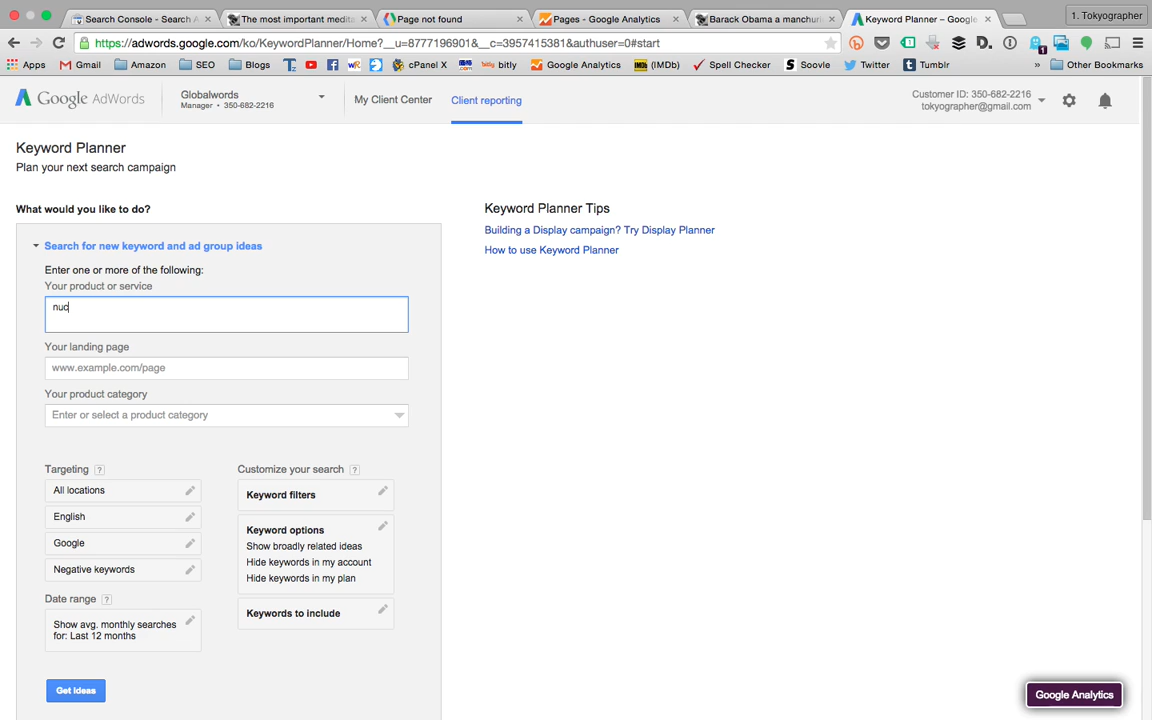 Search Console - Search A
The most important medita
Page not found
Pages - Google Analytics
Barack Obama a manchuri
Keyword Planner – Google
1. Tokyographer
https://adwords.google.com/ko/KeywordPlanner/Home?__u=8777196901&__c=3957415381&authuser=0#start
Apps Gmail Amazon SEO Blogs cPanel X bitly Google Analytics (IMDb) Spell Checker Soovle Twitter Tumblr » Other Bookmarks
Google AdWords
Globalwords
Manager • 350-682-2216
My Client Center
Client reporting
Customer ID: 350-682-2216
tokyographer@gmail.com
Keyword Planner
Plan your next search campaign
What would you like to do?
Search for new keyword and ad group ideas
Enter one or more of the following:
Your product or service
nuc
Your landing page
www.example.com/page
Your product category
Enter or select a product category
Targeting ?
All locations
English
Google
Negative keywords
Date range ?
Show avg. monthly searches
for: Last 12 months
Customize your search ?
Keyword filters
Keyword options
Show broadly related ideas
Hide keywords in my account
Hide keywords in my plan
Keywords to include
Get ideas
Keyword Planner Tips
Building a Display campaign? Try Display Planner
How to use Keyword Planner
Google Analytics